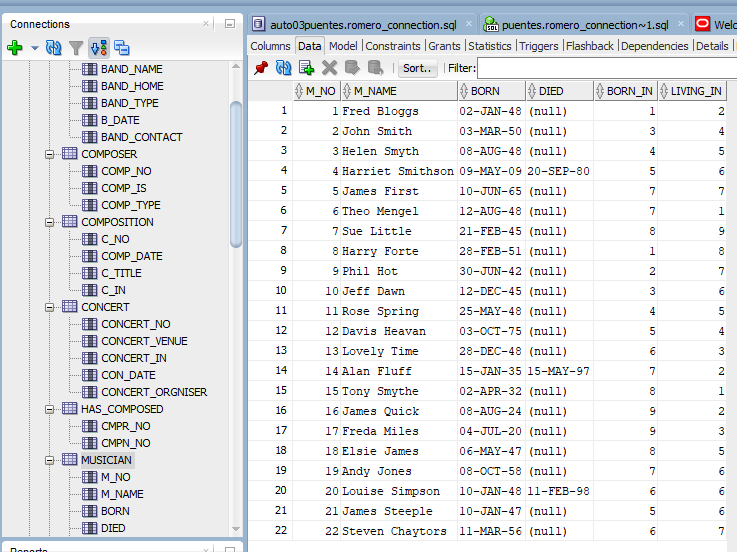 Connections
auto03puentes.romero_connection.sql
puentes.romero_connection~1.sql
Welco
Columns Data Model Constraints Grants Statistics Triggers Flashback Dependencies Details
Sort.. Filter:
BAND_NAME
BAND_HOME
BAND_TYPE
B_DATE
BAND_CONTACT
COMPOSER
COMP_NO
COMP_IS
COMP_TYPE
COMPOSITION
C_NO
COMP_DATE
C_TITLE
C_IN
CONCERT
CONCERT_NO
CONCERT_VENUE
CONCERT_IN
CON_DATE
CONCERT_ORGNISER
HAS_COMPOSED
CMPR_NO
CMPN_NO
MUSICIAN
M_NO
M_NAME
BORN
DIED
M_NO M_NAME BORN DIED BORN_IN LIVING_IN
1 1 Fred Bloggs 02-JAN-48 (null) 1 2
2 2 John Smith 03-MAR-50 (null) 3 4
3 3 Helen Smyth 08-AUG-48 (null) 4 5
4 4 Harriet Smithson 09-MAY-09 20-SEP-80 5 6
5 5 James First 10-JUN-65 (null) 7 7
6 6 Theo Mengel 12-AUG-48 (null) 7 1
7 7 Sue Little 21-FEB-45 (null) 8 9
8 8 Harry Forte 28-FEB-51 (null) 1 8
9 9 Phil Hot 30-JUN-42 (null) 2 7
10 10 Jeff Dawn 12-DEC-45 (null) 3 6
11 11 Rose Spring 25-MAY-48 (null) 4 5
12 12 Davis Heavan 03-OCT-75 (null) 5 4
13 13 Lovely Time 28-DEC-48 (null) 6 3
14 14 Alan Fluff 15-JAN-35 15-MAY-97 7 2
15 15 Tony Smythe 02-APR-32 (null) 8 1
16 16 James Quick 08-AUG-24 (null) 9 2
17 17 Freda Miles 04-JUL-20 (null) 9 3
18 18 Elsie James 06-MAY-47 (null) 8 5
19 19 Andy Jones 08-OCT-58 (null) 7 6
20 20 Louise Simpson 10-JAN-48 11-FEB-98 6 6
21 21 James Steeple 10-JAN-47 (null) 5 6
22 22 Steven Chaytors 11-MAR-56 (null) 6 7